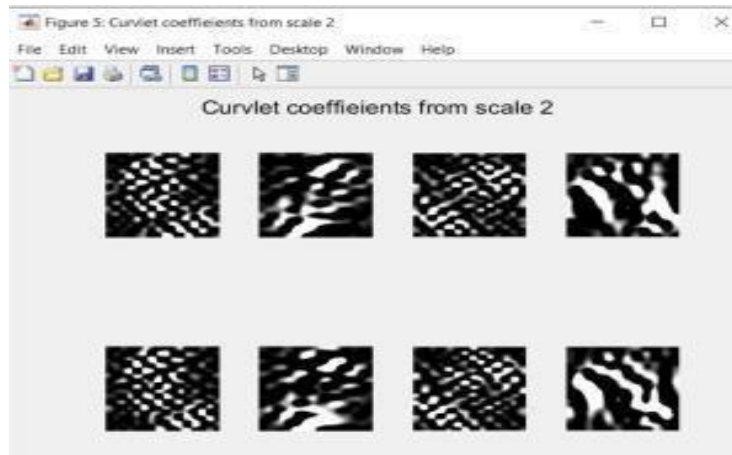 Figure 5: Curvlet coeffieients from scale 2
File Edit View Insert Tools Desktop Window Help
Curvlet coeffieients from scale 2